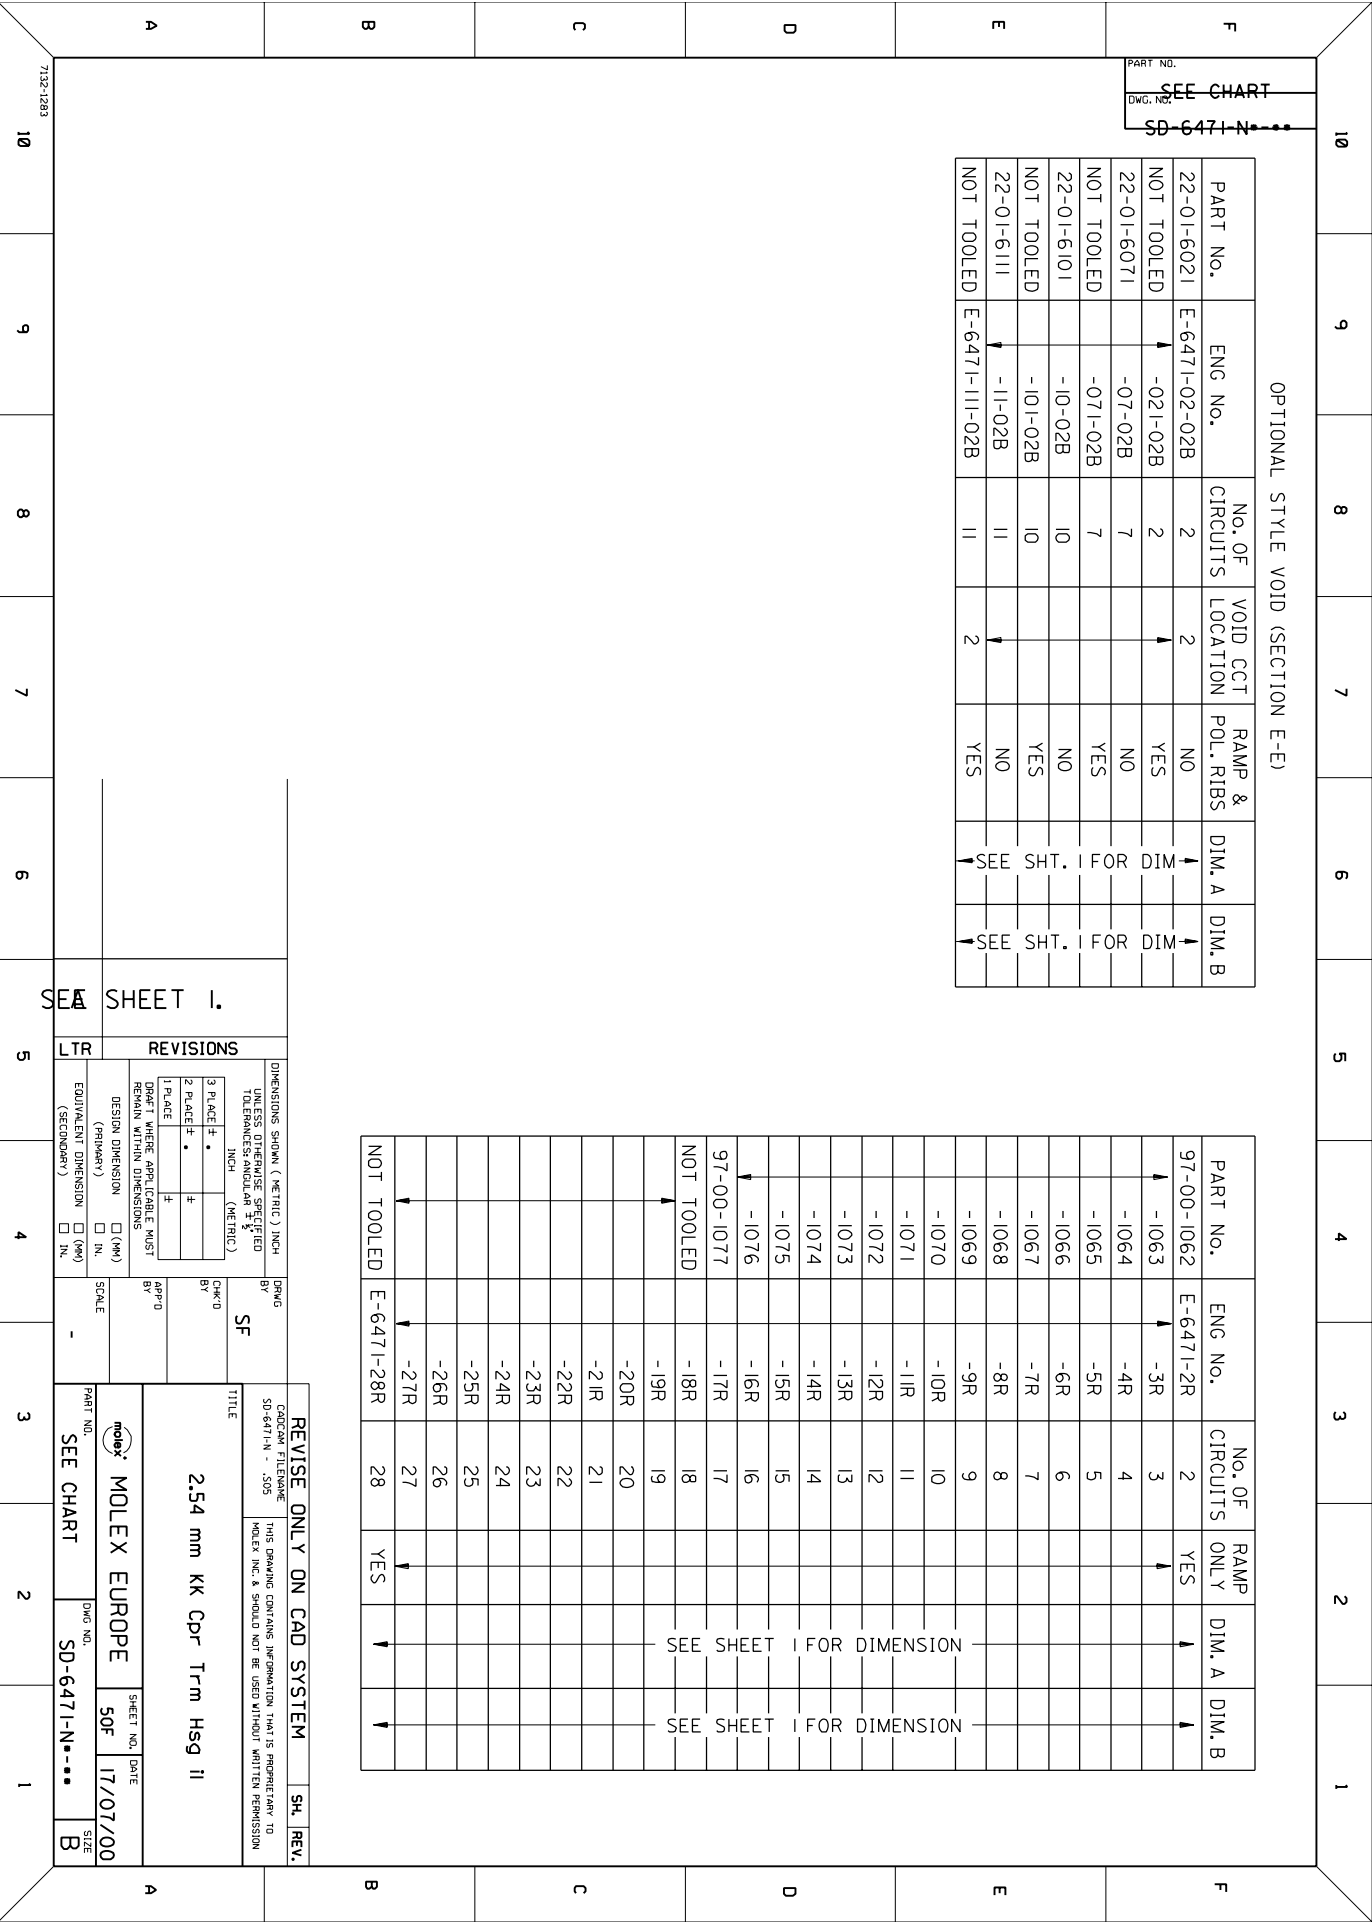 PART NO.
SEE CHART
DWG. NO.
SD-6471-N*-**
OPTIONAL STYLE VOID (SECTION E-E)
PART No. ENG No. No. OF CIRCUITS VOID CCT LOCATION RAMP & POL. RIBS DIM. A DIM. B
22-01-6021 E-6471-02-02B 2 2 NO
NOT TOOLED -021-02B 2 YES
22-01-6071 -07-02B 7 NO
NOT TOOLED -071-02B 7 YES
22-01-6101 -10-02B 10 NO
NOT TOOLED -101-02B 10 YES
22-01-6111 -11-02B 11 NO
NOT TOOLED E-6471-111-02B 11 2 YES
SEE SHT. 1 FOR DIM
SEE SHT. 1 FOR DIM
PART No. ENG No. No. OF CIRCUITS RAMP ONLY DIM. A DIM. B
97-00-1062 E-6471-2R 2 YES
-1063 -3R 3
-1064 -4R 4
-1065 -5R 5
-1066 -6R 6
-1067 -7R 7
-1068 -8R 8
-1069 -9R 9
-1070 -10R 10
-1071 -11R 11
-1072 -12R 12
-1073 -13R 13
-1074 -14R 14
-1075 -15R 15
-1076 -16R 16
97-00-1077 -17R 17
NOT TOOLED -18R 18
-19R 19
-20R 20
-21R 21
-22R 22
-23R 23
-24R 24
-25R 25
-26R 26
-27R 27
NOT TOOLED E-6471-28R 28 YES
SEE SHEET 1 FOR DIMENSION
SEE SHEET 1 FOR DIMENSION
SEE SHEET 1.
A
LTR REVISIONS
DIMENSIONS SHOWN ( METRIC ) INCH
UNLESS OTHERWISE SPECIFIED
TOLERANCES: ANGULAR ± ½°
INCH (METRIC)
3 PLACE ± .
2 PLACE ± . ±
1 PLACE ±
DRAFT WHERE APPLICABLE MUST
REMAIN WITHIN DIMENSIONS
DESIGN DIMENSION (MM)
(PRIMARY) IN.
EQUIVALENT DIMENSION (MM)
(SECONDARY) IN.
DRWG BY SF
CHK'D BY
APP'D BY
SCALE -
REVISE ONLY ON CAD SYSTEM SH. REV.
CADCAM FILENAME
SD-6471-N - .S05
THIS DRAWING CONTAINS INFORMATION THAT IS PROPRIETARY TO
MOLEX INC. & SHOULD NOT BE USED WITHOUT WRITTEN PERMISSION
TITLE
2.54 mm KK Cpr Trm Hsg il
molex MOLEX EUROPE
SHEET NO. 5OF
DATE 17/07/00
PART NO. SEE CHART
DWG NO. SD-6471-N*-**
SIZE B
7132-1283
10 9 8 7 6 5 4 3 2 1
10 9 8 7 6 5 4 3 2 1
F E D C B A
F E D C B A